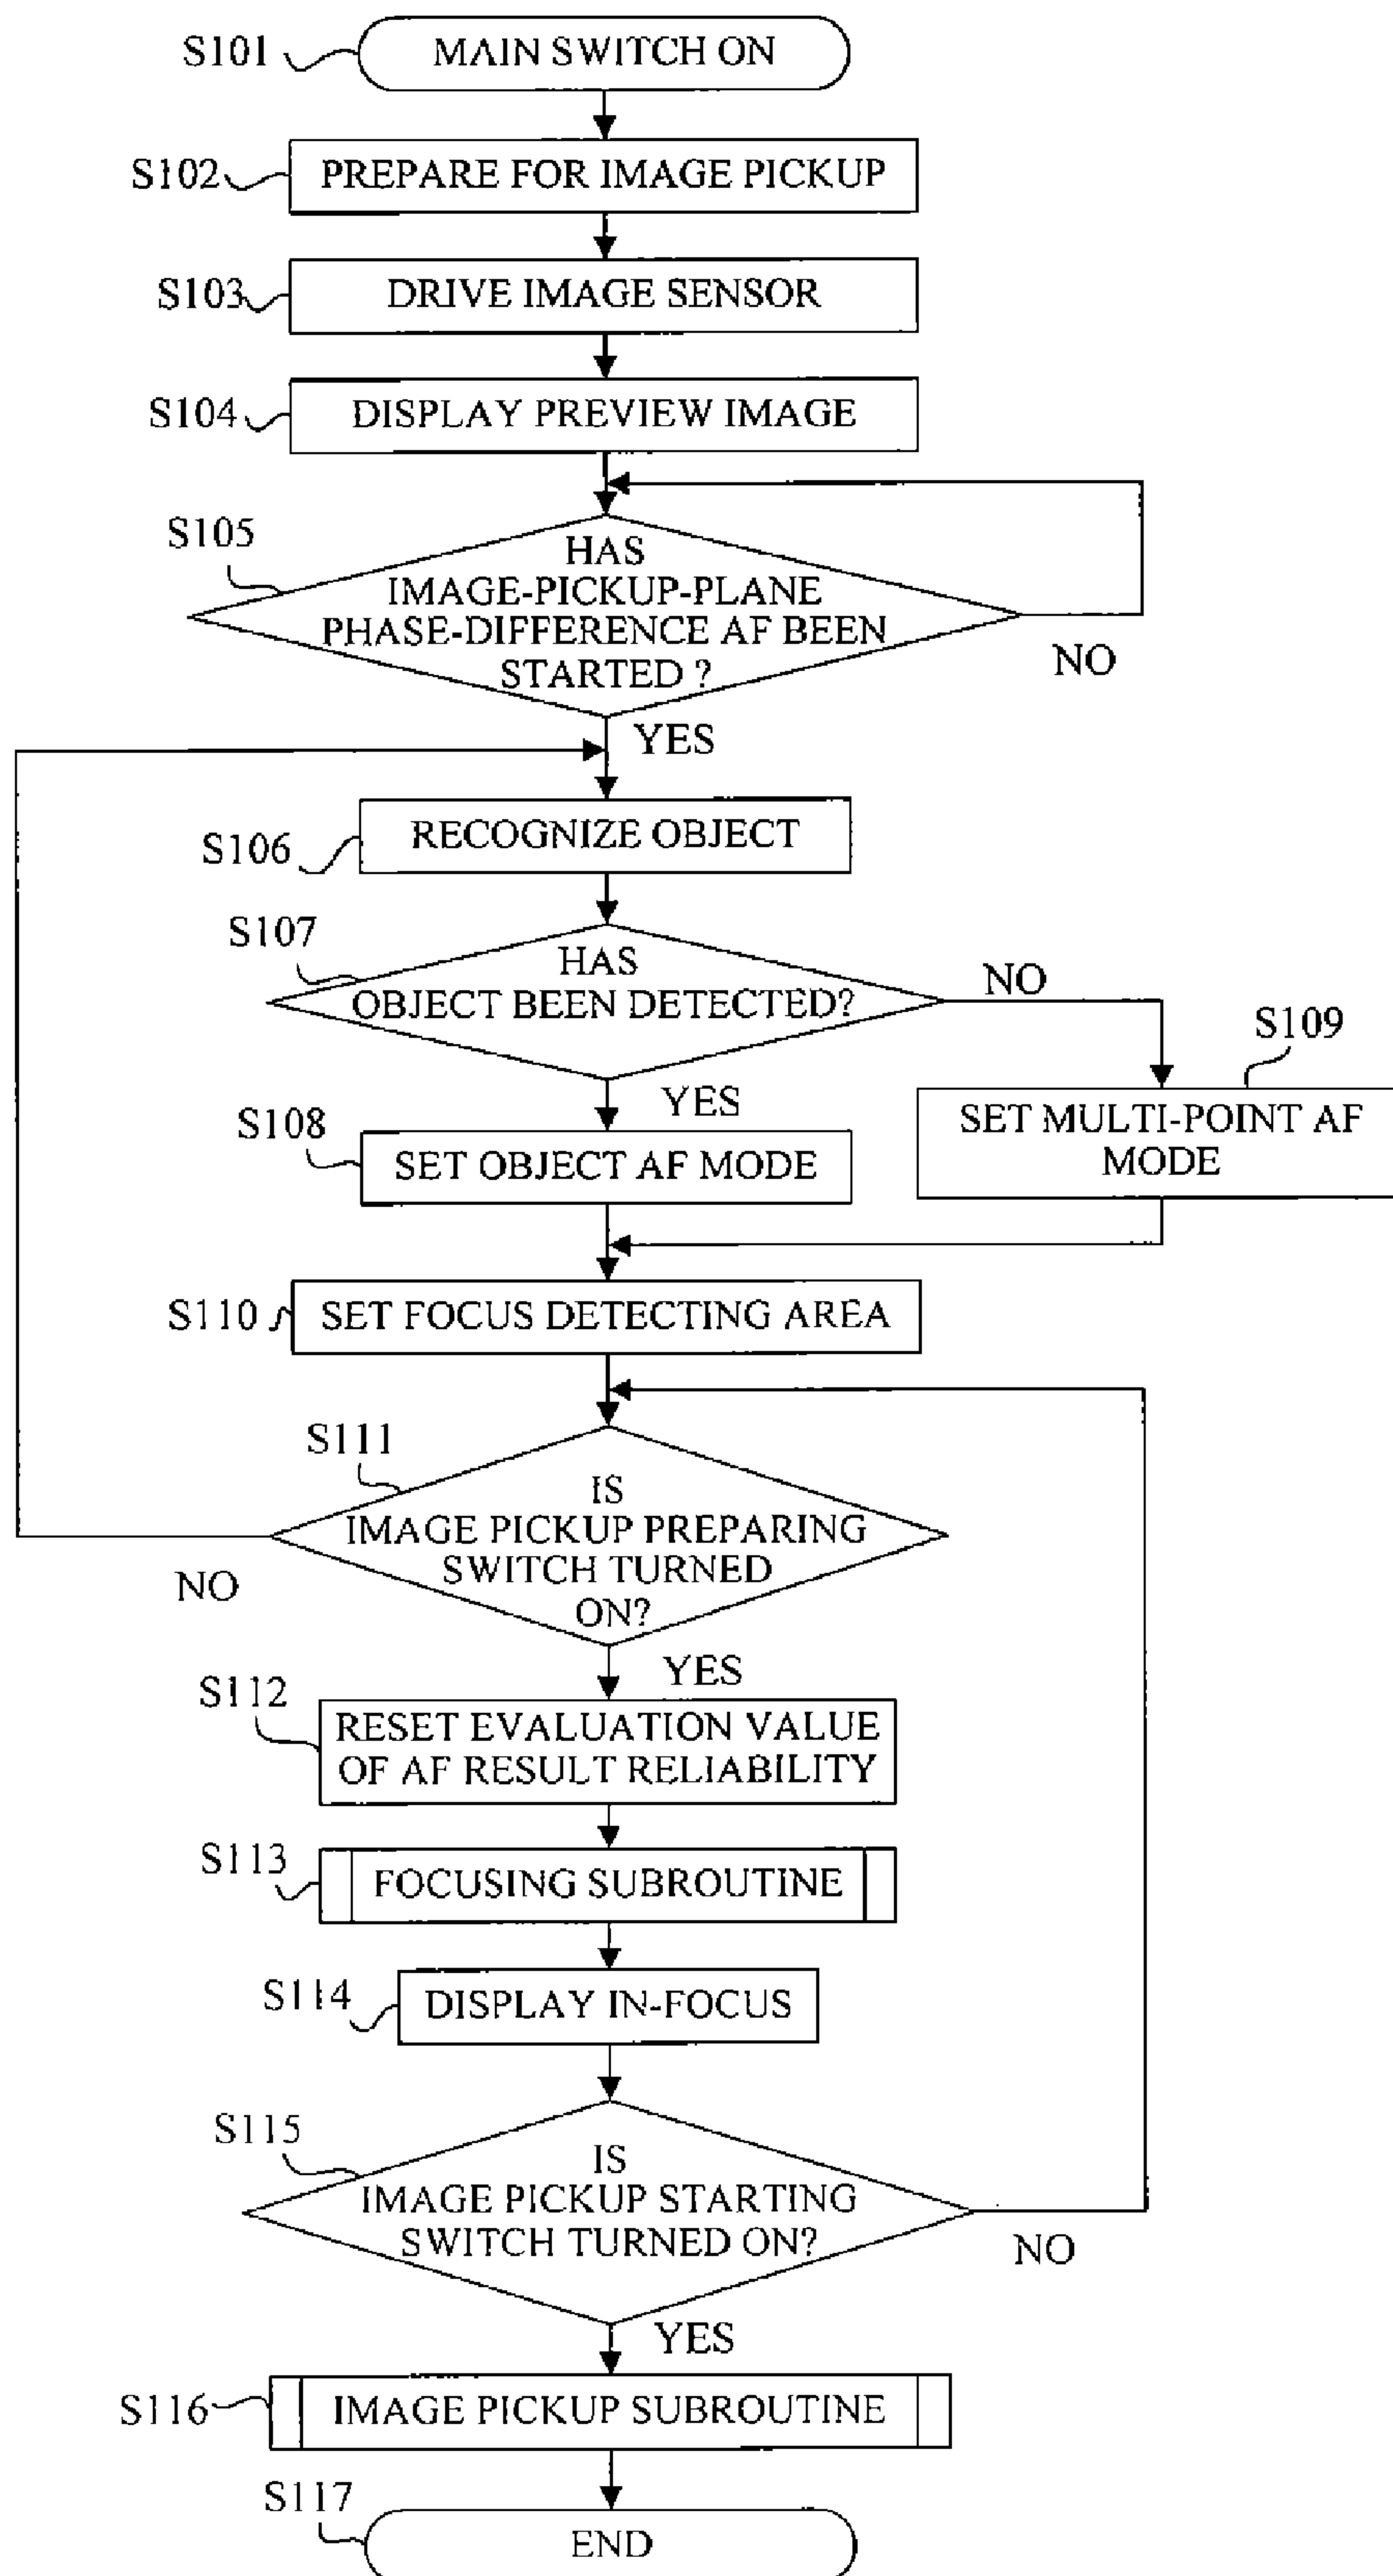 S101
MAIN SWITCH ON
S102
PREPARE FOR IMAGE PICKUP
S103
DRIVE IMAGE SENSOR
S104
DISPLAY PREVIEW IMAGE
S105
HAS
IMAGE-PICKUP-PLANE
PHASE-DIFFERENCE AF BEEN
STARTED ?
NO
YES
S106
RECOGNIZE OBJECT
S107
HAS
OBJECT BEEN DETECTED?
NO
S109
SET MULTI-POINT AF
MODE
YES
S108
SET OBJECT AF MODE
S110
SET FOCUS DETECTING AREA
S111
IS
IMAGE PICKUP PREPARING
SWITCH TURNED
ON?
NO
YES
S112
RESET EVALUATION VALUE
OF AF RESULT RELIABILITY
S113
FOCUSING SUBROUTINE
S114
DISPLAY IN-FOCUS
S115
IS
IMAGE PICKUP STARTING
SWITCH TURNED ON?
NO
YES
S116
IMAGE PICKUP SUBROUTINE
S117
END